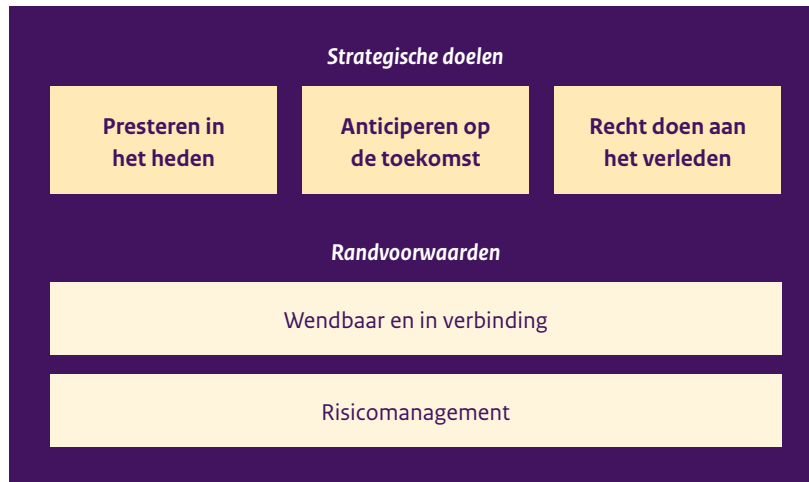 Strategische doelen
Presteren in
het heden
Anticiperen op
de toekomst
Recht doen aan
het verleden
Randvoorwaarden
Wendbaar en in verbinding
Risicomanagement